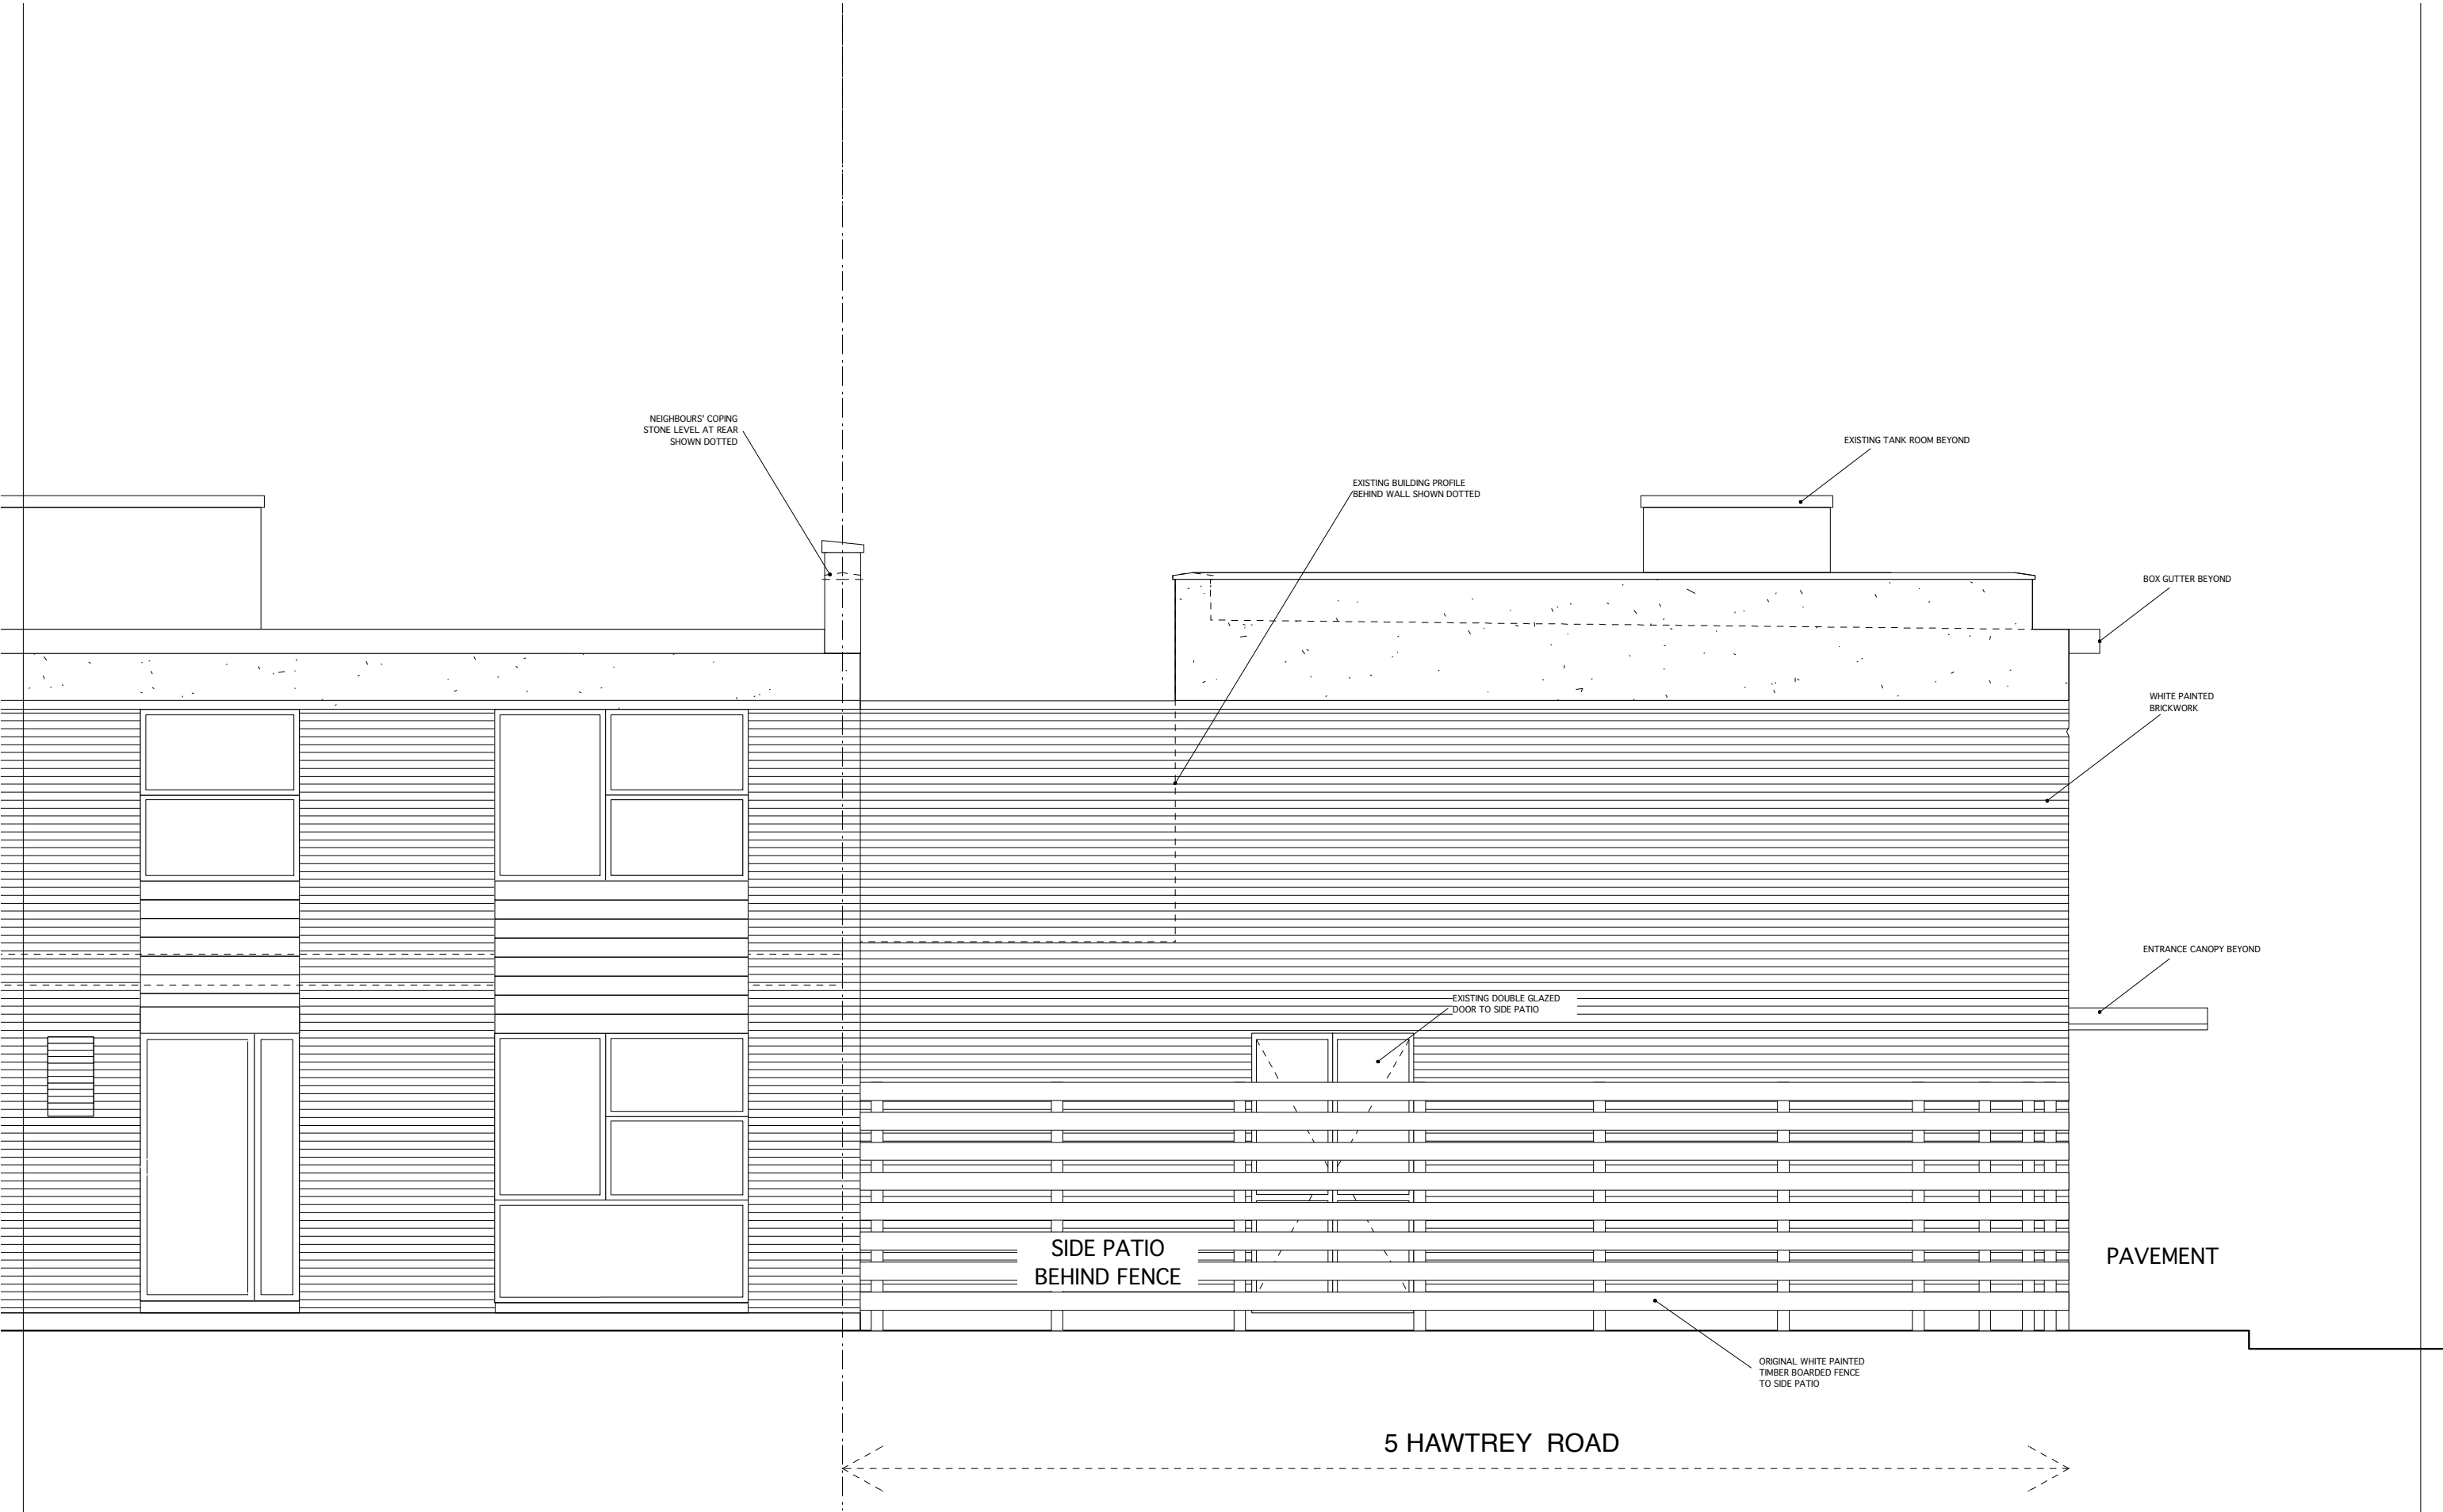 NEIGHBOURS' COPING
STONE LEVEL AT REAR
SHOWN DOTTED
EXISTING TANK ROOM BEYOND
EXISTING BUILDING PROFILE
BEHIND WALL SHOWN DOTTED
BOX GUTTER BEYOND
WHITE PAINTED
BRICKWORK
ENTRANCE CANOPY BEYOND
EXISTING DOUBLE GLAZED
DOOR TO SIDE PATIO
SIDE PATIO
BEHIND FENCE
PAVEMENT
ORIGINAL WHITE PAINTED
TIMBER BOARDED FENCE
TO SIDE PATIO
5 HAWTREY ROAD